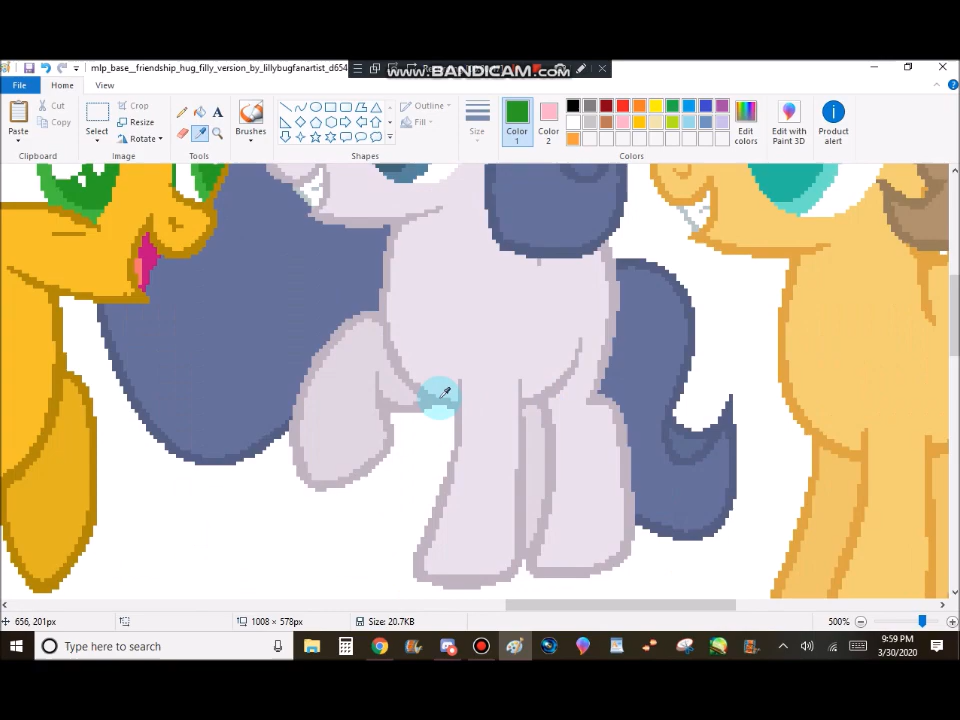 mlp_base__friendship_hug_filly_version_by_lillybugfanartist_d654
www.BANDICAM.com
File
Home
View
Paste
Cut
Copy
Select
Crop
Resize
Rotate
A
Brushes
Outline
Fill
Size
Color 1
Color 2
Edit colors
Edit with Paint 3D
Product alert
Clipboard
Image
Tools
Shapes
Colors
656, 201px
1008 × 578px
Size: 20.7KB
500%
Type here to search
9:59 PM
3/30/2020